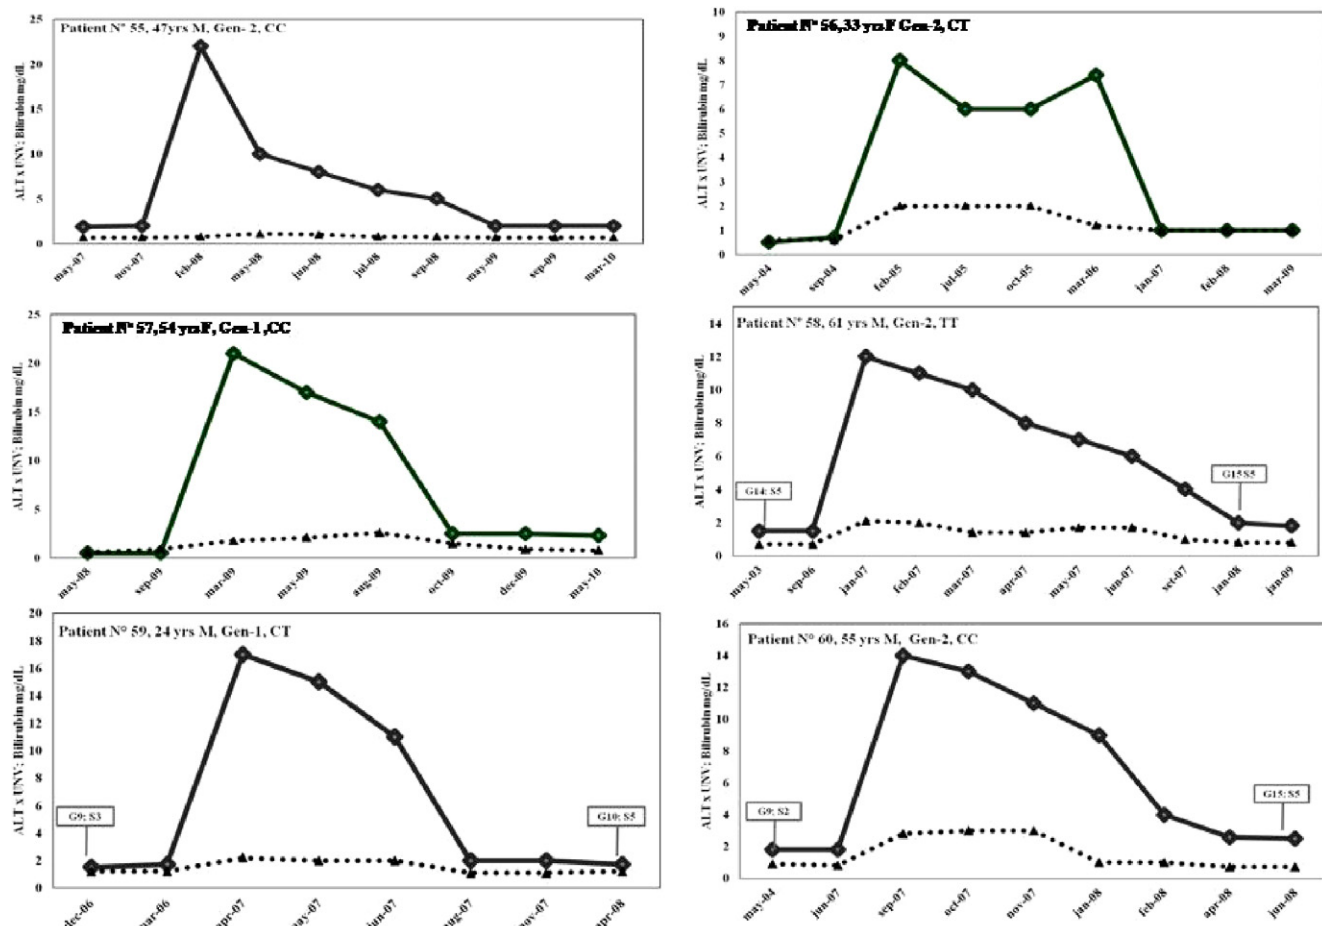 Patient N° 55, 47yrs M, Gen- 2, CC
ALT x UNV; Bilirubin mg/dL
25
20
15
10
5
0
may-07 nov-07 feb-08 may-08 jun-08 jul-08 sep-08 may-09 sep-09 mar-10
Patient N° 56,33 yrs F Gen-2, CT
ALT x UNV; Bilirubin mg/dL
10
9
8
7
6
5
4
3
2
1
0
may-04 sep-04 feb-05 jul-05 oct-05 mar-06 jan-07 feb-08 mar-09
Patient N° 57,54 yrs F, Gen-1 ,CC
ALT x UNV; Bilirubin mg/dL
25
20
15
10
5
0
may-08 sep-09 mar-09 may-09 aug-09 oct-09 dec-09 may-10
Patient N° 58, 61 yrs M, Gen-2, TT
ALT x UNV; Bilirubin mg/dL
14
12
10
8
6
4
2
0
G14: S5
G15 S5
may-03 sep-06 jan-07 feb-07 mar-07 apr-07 may-07 jun-07 set-07 jan-08 jan-09
Patient N° 59, 24 yrs M, Gen-1, CT
ALT x UNV; Bilirubin mg/dL
20
18
16
14
12
10
8
6
4
2
0
G9: S3
G10: S5
dec-06 mar-06 apr-07 may-07 jun-07 aug-07 nov-07 apr-08
Patient N° 60, 55 yrs M, Gen-2, CC
ALT x UNV; Bilirubin mg/dL
16
14
12
10
8
6
4
2
0
G9: S2
G15: S5
may-04 jun-07 sep-07 oct-07 nov-07 jan-08 feb-08 apr-08 jun-08